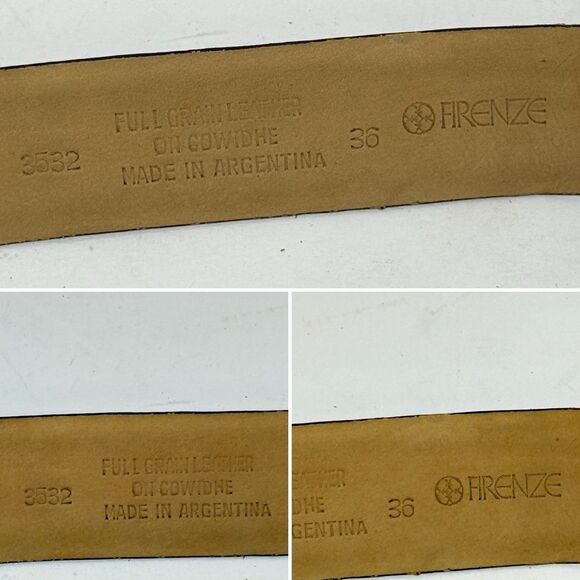 3532
FULL GRAIN LEATHER
ON COWIDHE
MADE IN ARGENTINA
36
FIRENZE
3532
FULL GRAIN LEATHER
ON COWIDHE
MADE IN ARGENTINA
LEATHER
DHE
GENTINA
36
FIRENZE